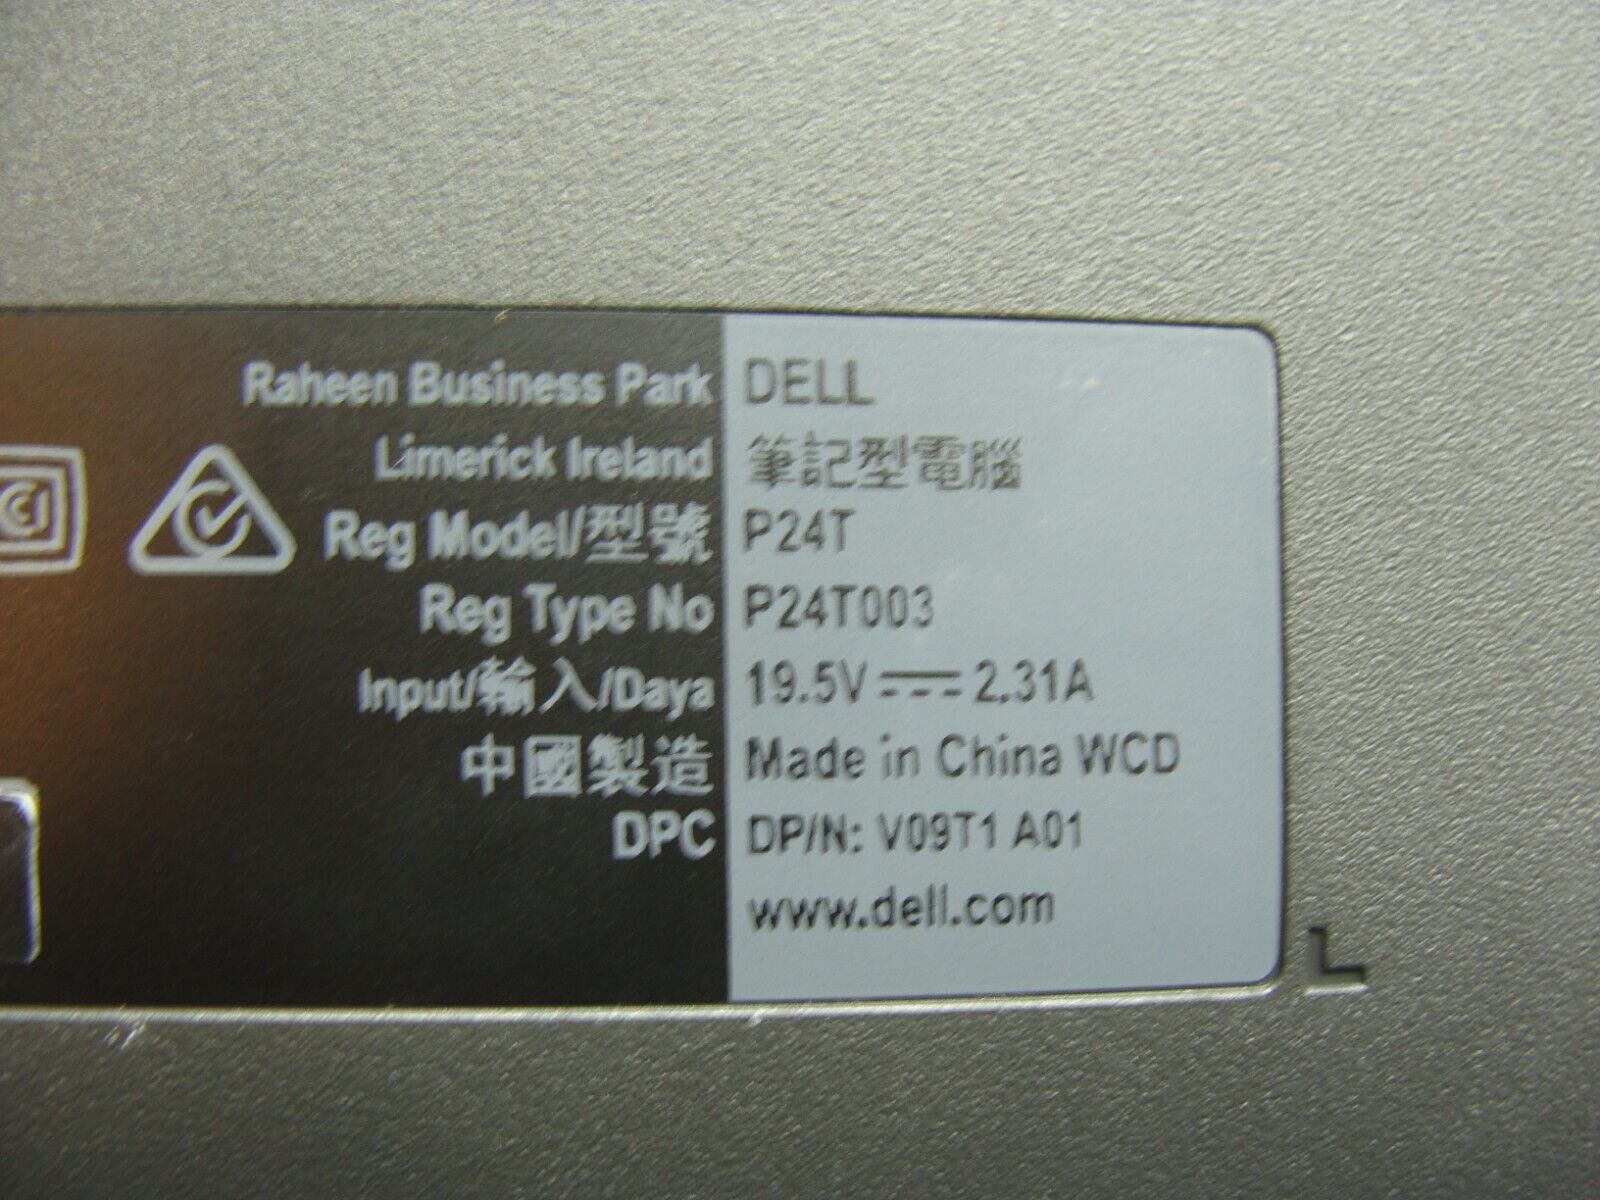 Raheen Business Park DELL
Limerick Ireland 筆記型電腦
Reg Model/型號 P24T
Reg Type No P24T003
Input/輸入/Daya 19.5V ⎓ 2.31A
中國製造 Made in China WCD
DPC DP/N: V09T1 A01
www.dell.com
L